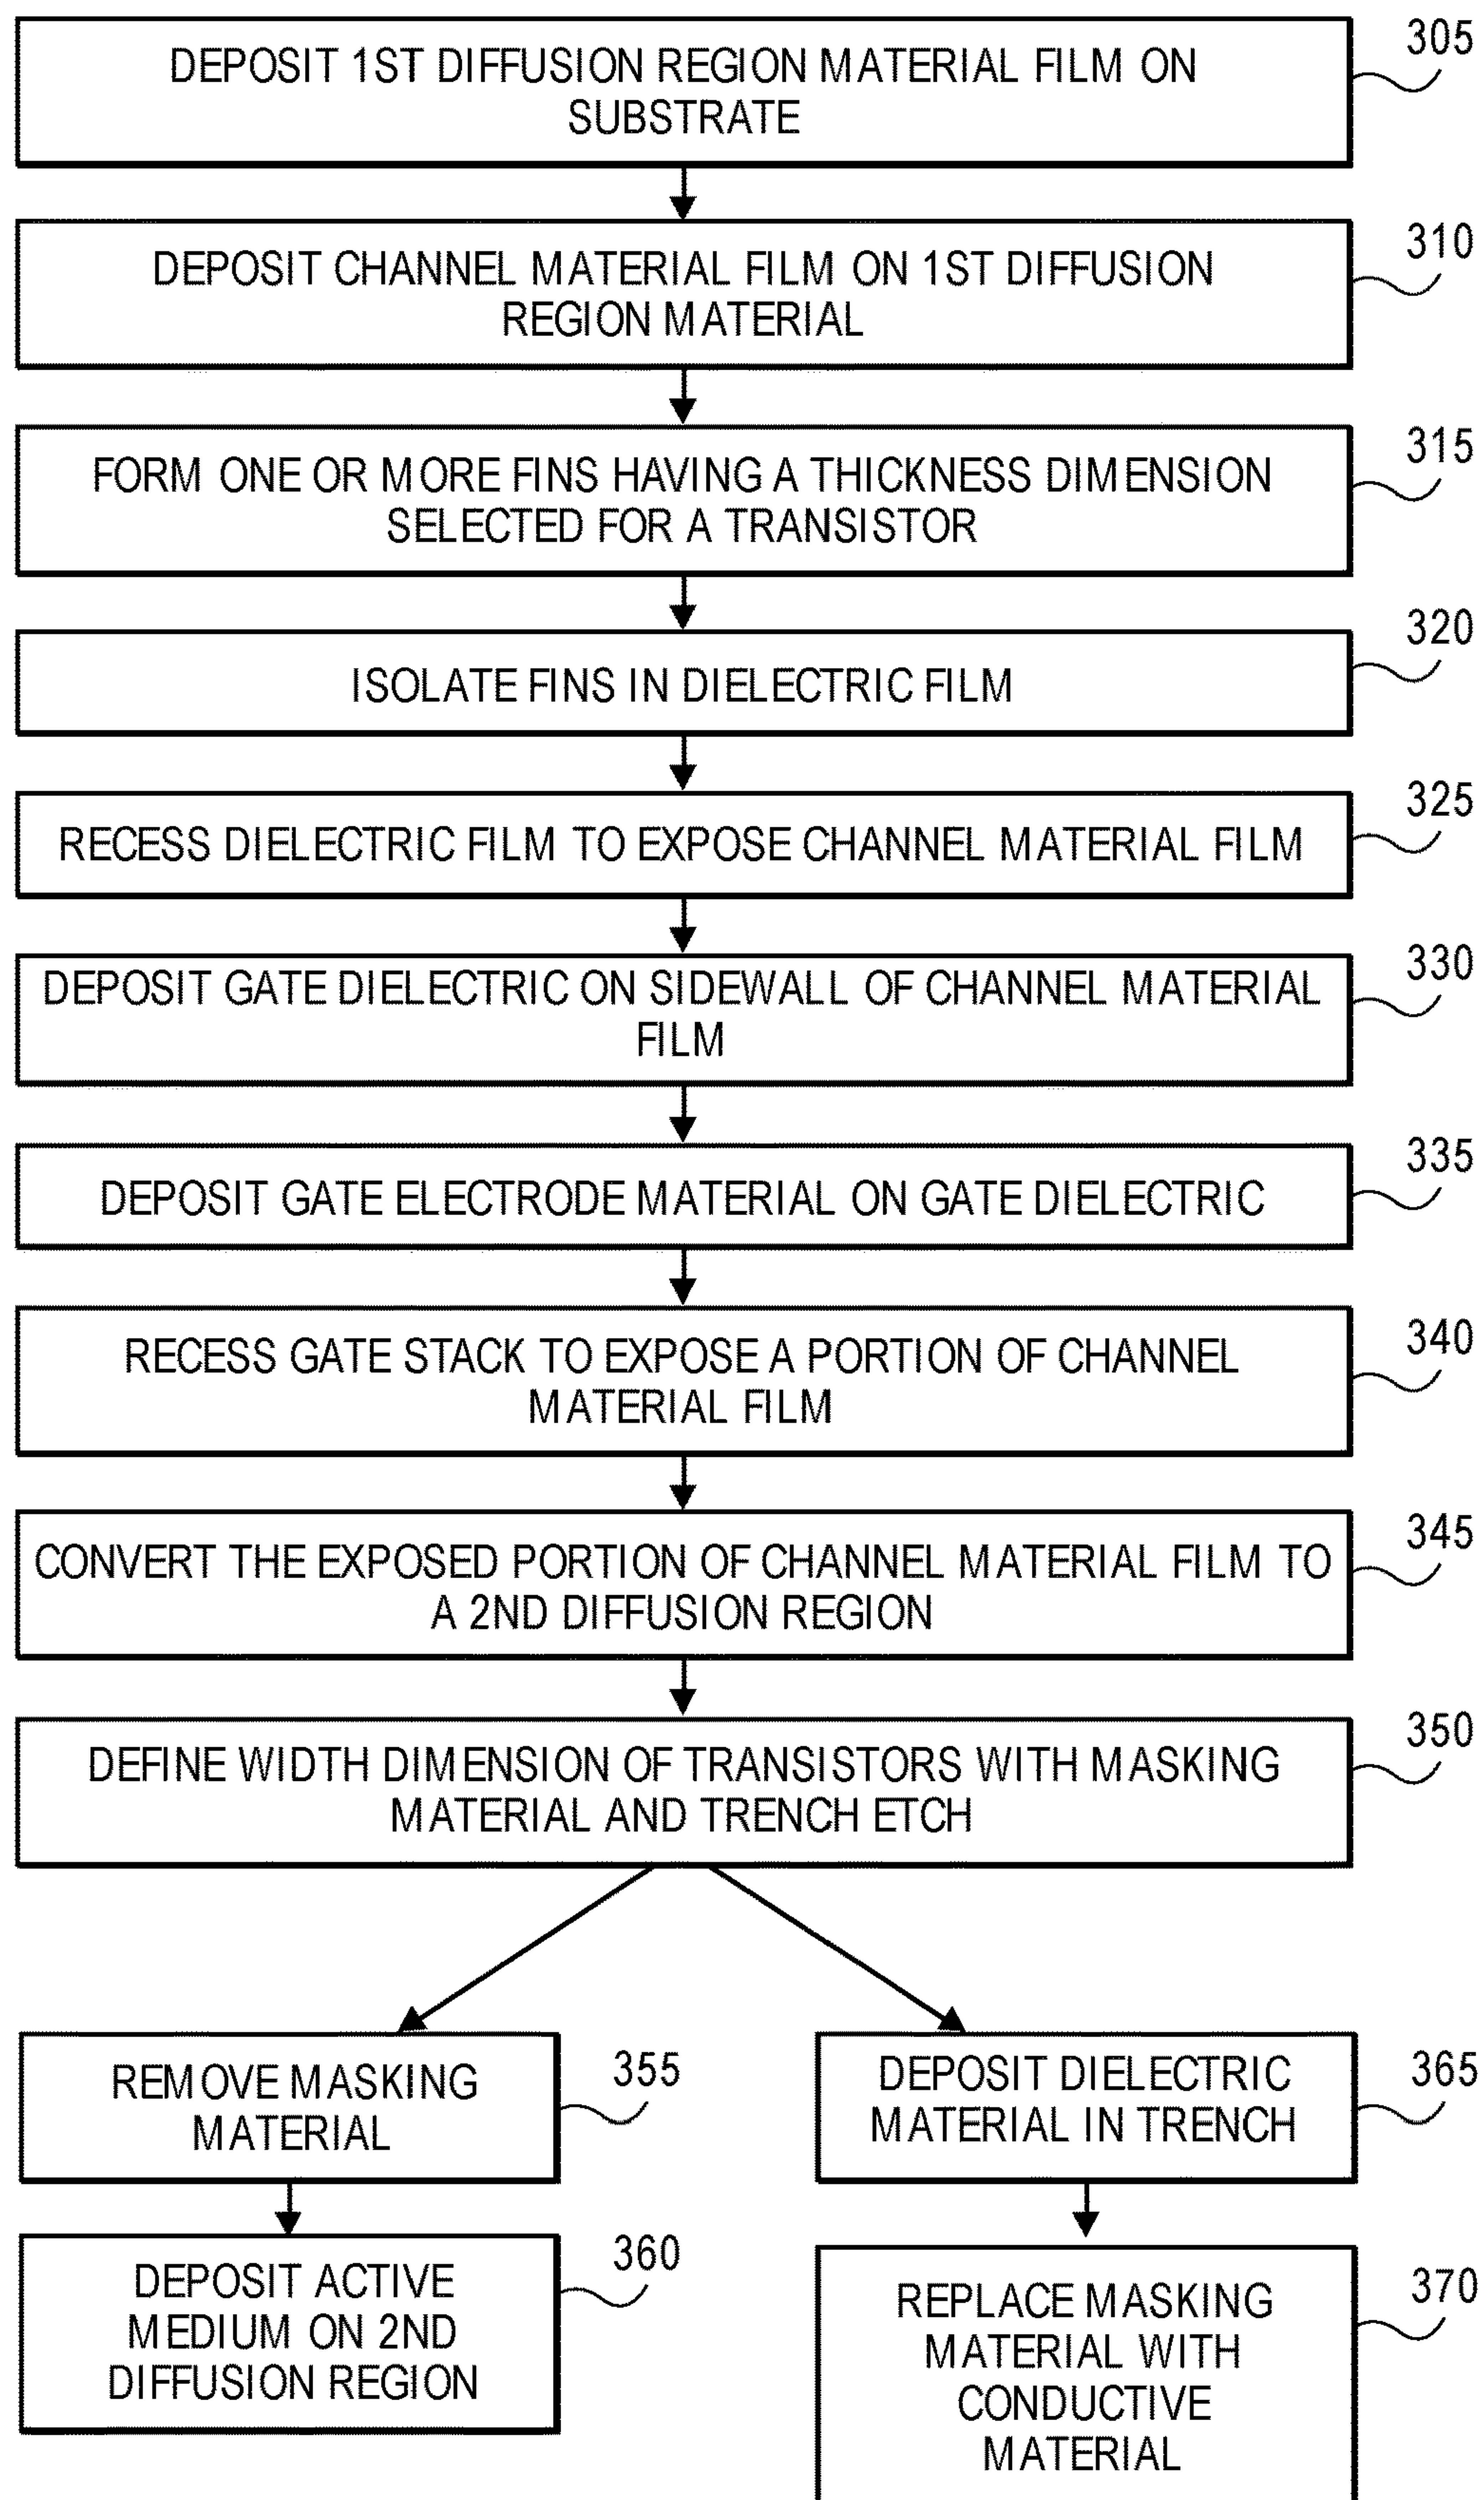 305
DEPOSIT 1ST DIFFUSION REGION MATERIAL FILM ON
SUBSTRATE
310
DEPOSIT CHANNEL MATERIAL FILM ON 1ST DIFFUSION
REGION MATERIAL
315
FORM ONE OR MORE FINS HAVING A THICKNESS DIMENSION
SELECTED FOR A TRANSISTOR
320
ISOLATE FINS IN DIELECTRIC FILM
325
RECESS DIELECTRIC FILM TO EXPOSE CHANNEL MATERIAL FILM
330
DEPOSIT GATE DIELECTRIC ON SIDEWALL OF CHANNEL MATERIAL
FILM
335
DEPOSIT GATE ELECTRODE MATERIAL ON GATE DIELECTRIC
340
RECESS GATE STACK TO EXPOSE A PORTION OF CHANNEL
MATERIAL FILM
345
CONVERT THE EXPOSED PORTION OF CHANNEL MATERIAL FILM TO
A 2ND DIFFUSION REGION
350
DEFINE WIDTH DIMENSION OF TRANSISTORS WITH MASKING
MATERIAL AND TRENCH ETCH
355
REMOVE MASKING
MATERIAL
360
DEPOSIT ACTIVE
MEDIUM ON 2ND
DIFFUSION REGION
365
DEPOSIT DIELECTRIC
MATERIAL IN TRENCH
370
REPLACE MASKING
MATERIAL WITH
CONDUCTIVE
MATERIAL